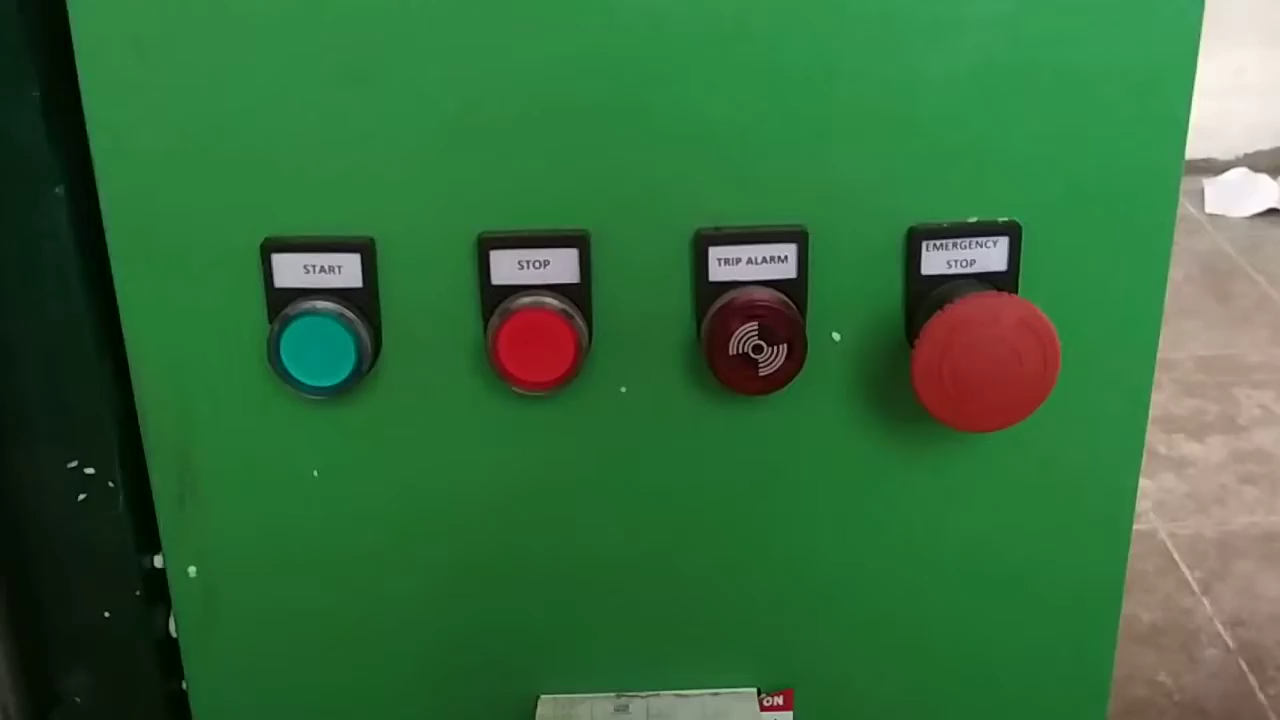 START
STOP
TRIP ALARM
EMERGENCY
STOP
ON